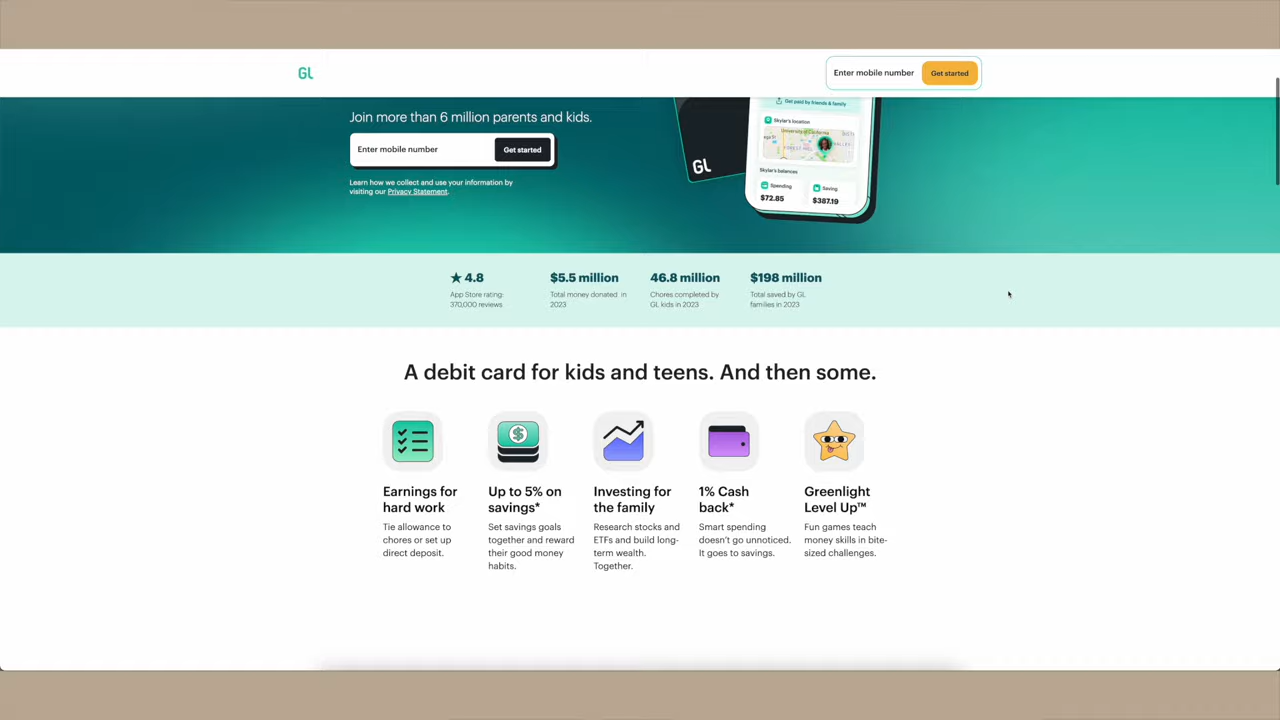 GL
Enter mobile number
Get started
Join more than 6 million parents and kids.
Enter mobile number
Get started
Learn how we collect and use your information by
visiting our Privacy Statement.
GL
Get paid by friends & family
Skylar's location
University of California
Skylar's balances
Spending
$72.85
Saving
$387.19
★ 4.8
App Store rating:
370,000 reviews
$5.5 million
Total money donated in
2023
46.8 million
Chores completed by
GL kids in 2023
$198 million
Total saved by GL
families in 2023
A debit card for kids and teens. And then some.
Earnings for
hard work
Tie allowance to
chores or set up
direct deposit.
Up to 5% on
savings*
Set savings goals
together and reward
their good money
habits.
Investing for
the family
Research stocks and
ETFs and build long-
term wealth.
Together.
1% Cash
back*
Smart spending
doesn't go unnoticed.
It goes to savings.
Greenlight
Level Up™
Fun games teach
money skills in bite-
sized challenges.